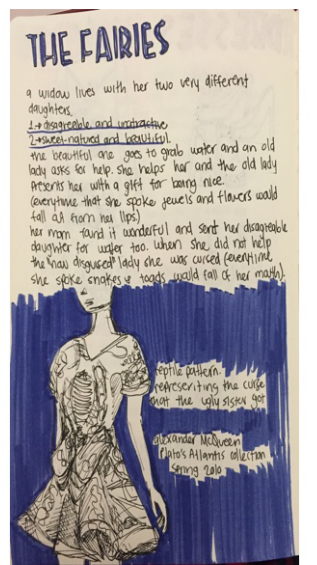 THE FAIRIES
a widow lives with her two very different
daughters.
1.→ disagreeable and unatractive
2.→ sweet-natured and beautiful.
the beautiful one goes to grab water and an old
lady asks for help. she helps her and the old lady
presents her with a gift for being nice.
(everytime that she spoke jewels and flowers would
fall off from her lips)
her mom found it wonderful and sent her disagreable
daughter for water too. when she did not help
the "now disguised" lady she was cursed (everytime
she spoke snakes & toads would fall of her mouth).
reptile pattern.
representing the curse
that the ugly sister got
alexander McQueen
Plato's Atlantis collection
spring 2010